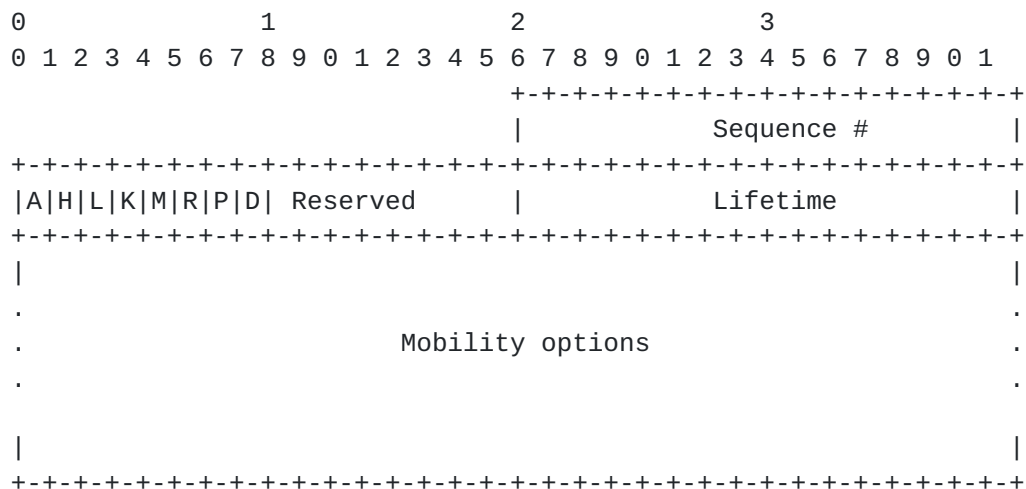 0               1               2               3
0 1 2 3 4 5 6 7 8 9 0 1 2 3 4 5 6 7 8 9 0 1 2 3 4 5 6 7 8 9 0 1
                                +-+-+-+-+-+-+-+-+-+-+-+-+-+-+-+-+
                                |            Sequence #         |
+-+-+-+-+-+-+-+-+-+-+-+-+-+-+-+-+-+-+-+-+-+-+-+-+-+-+-+-+-+-+-+-+
|A|H|L|K|M|R|P|D| Reserved      |            Lifetime           |
+-+-+-+-+-+-+-+-+-+-+-+-+-+-+-+-+-+-+-+-+-+-+-+-+-+-+-+-+-+-+-+-+
|                                                               |
.                                                               .
.                        Mobility options                       .
.                                                               .
|                                                               |
+-+-+-+-+-+-+-+-+-+-+-+-+-+-+-+-+-+-+-+-+-+-+-+-+-+-+-+-+-+-+-+-+